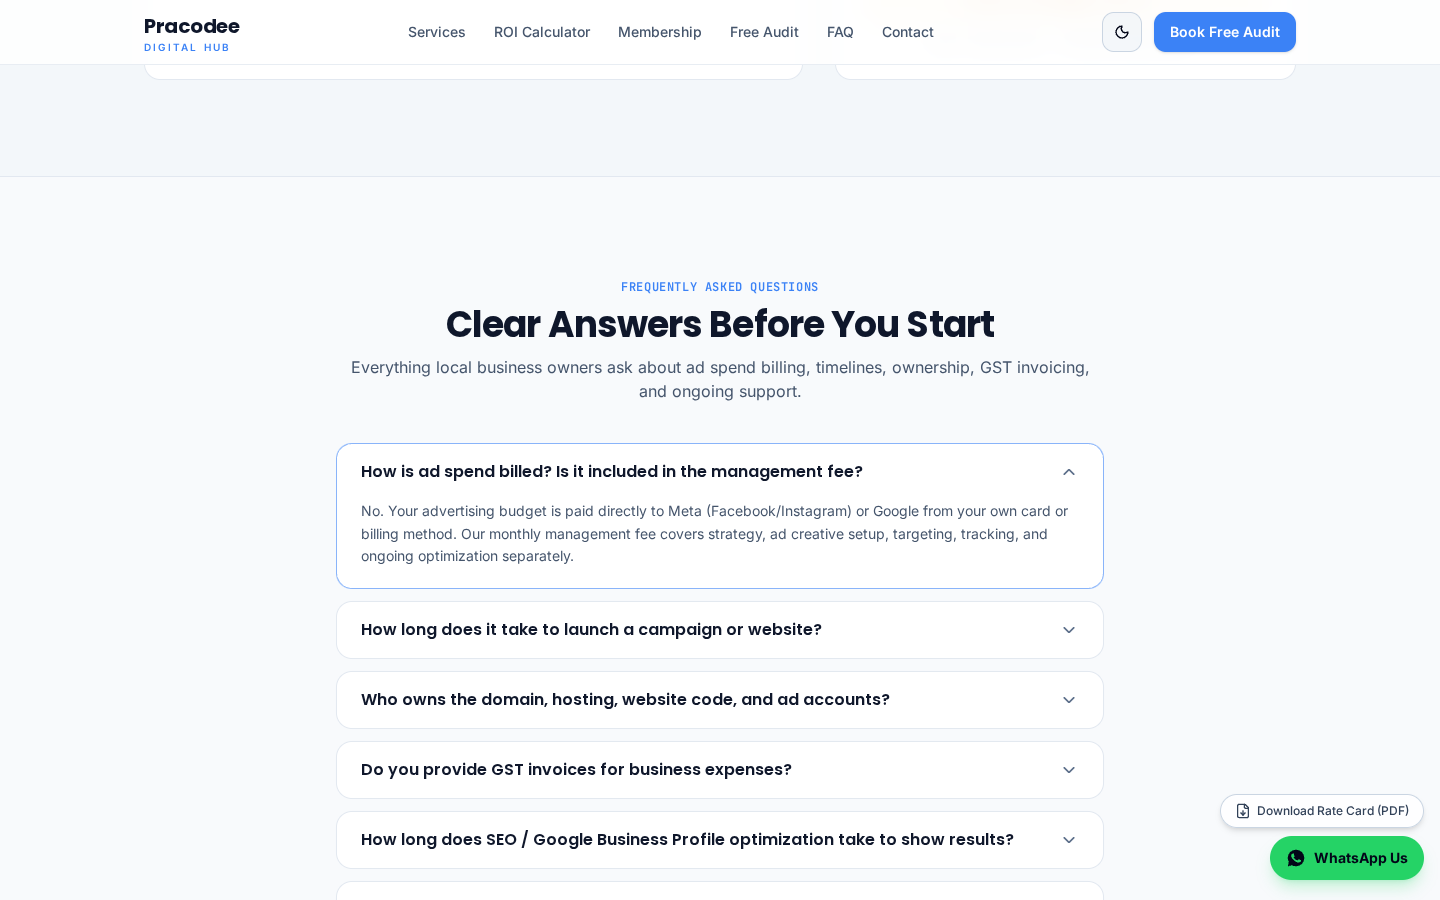 Pracodee
DIGITAL HUB
Services
ROI Calculator
Membership
Free Audit
FAQ
Contact
Book Free Audit
FREQUENTLY ASKED QUESTIONS
Clear Answers Before You Start
Everything local business owners ask about ad spend billing, timelines, ownership, GST invoicing,
and ongoing support.
How is ad spend billed? Is it included in the management fee?
No. Your advertising budget is paid directly to Meta (Facebook/Instagram) or Google from your own card or
billing method. Our monthly management fee covers strategy, ad creative setup, targeting, tracking, and
ongoing optimization separately.
How long does it take to launch a campaign or website?
Who owns the domain, hosting, website code, and ad accounts?
Do you provide GST invoices for business expenses?
How long does SEO / Google Business Profile optimization take to show results?
Download Rate Card (PDF)
WhatsApp Us